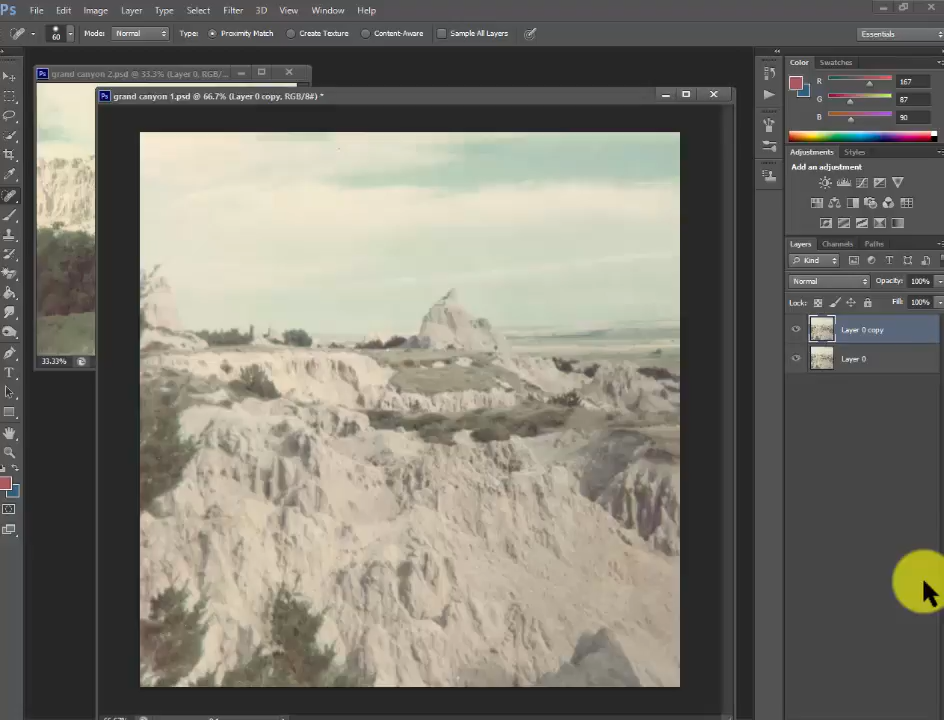 Ps File Edit Image Layer Type Select Filter 3D View Window Help
60 Mode: Normal Type: Proximity Match Create Texture Content-Aware Sample All Layers Essentials
Ps grand canyon 2.psd @ 33.3% (Layer 0, RGB/...
Ps grand canyon 1.psd @ 66.7% (Layer 0 copy, RGB/8#) *
33.33%
Color Swatches
R 167
G 87
B 90
Adjustments Styles
Add an adjustment
Layers Channels Paths
Kind
Normal Opacity: 100%
Lock: Fill: 100%
Layer 0 copy
Layer 0